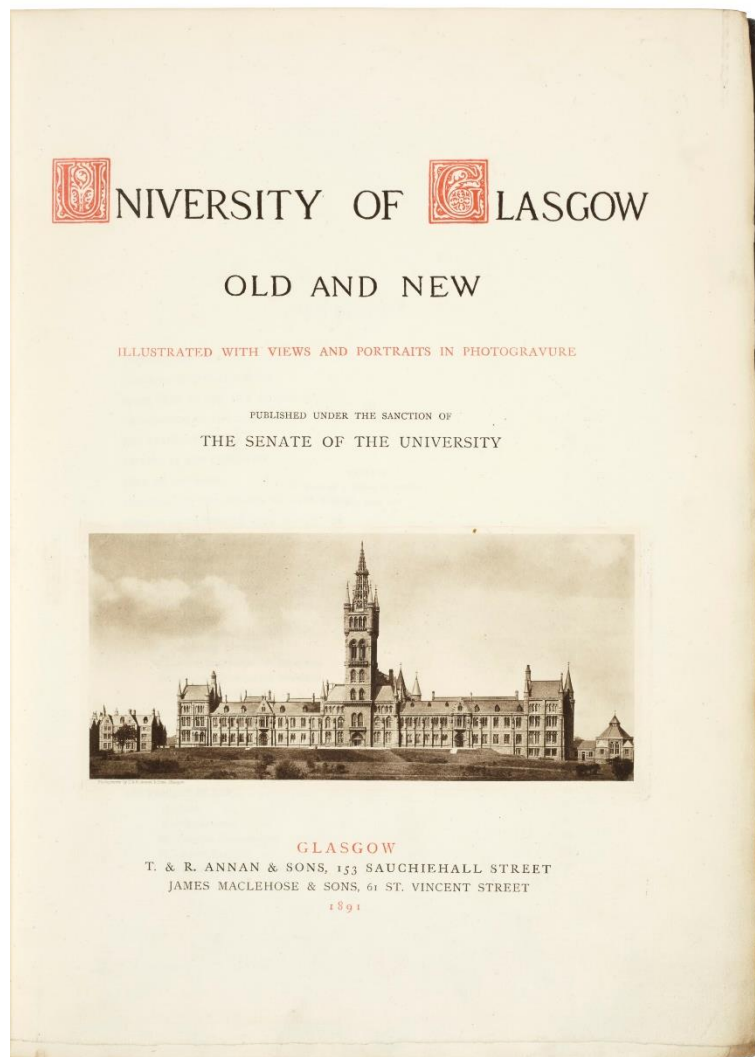 UNIVERSITY OF GLASGOW
OLD AND NEW
ILLUSTRATED WITH VIEWS AND PORTRAITS IN PHOTOGRAVURE
PUBLISHED UNDER THE SANCTION OF
THE SENATE OF THE UNIVERSITY
GLASGOW
T. & R. ANNAN & SONS, 153 SAUCHIEHALL STREET
JAMES MACLEHOSE & SONS, 61 ST. VINCENT STREET
1891